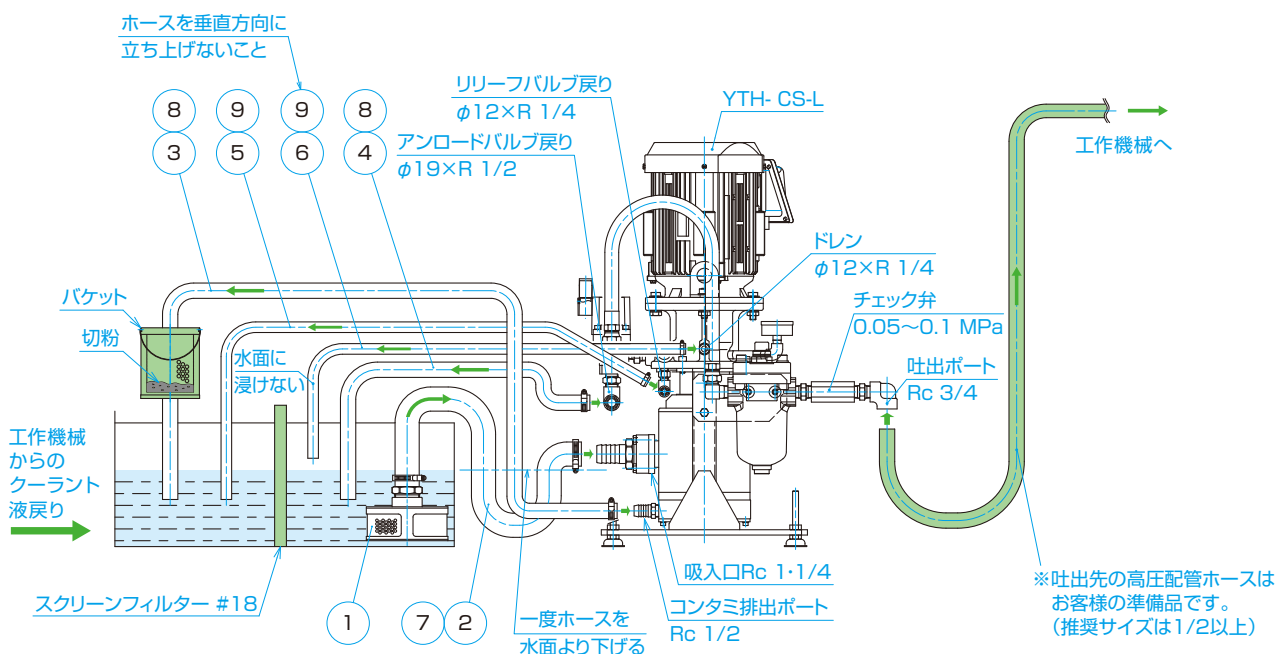 ホースを垂直方向に
立ち上げないこと
8
9
9
8
3
5
6
4
リリーフバルブ戻り
φ12×R 1/4
アンロードバルブ戻り
φ19×R 1/2
YTH- CS-L
工作機械へ
ドレン
φ12×R 1/4
チェック弁
0.05〜0.1 MPa
吐出ポート
Rc 3/4
バケット
切粉
水面に
浸けない
工作機械
からの
クーラント
液戻り
スクリーンフィルター #18
1
7
2
一度ホースを
水面より下げる
吸入口Rc 1・1/4
コンタミ排出ポート
Rc 1/2
※吐出先の高圧配管ホースは
お客様の準備品です。
（推奨サイズは1/2以上）